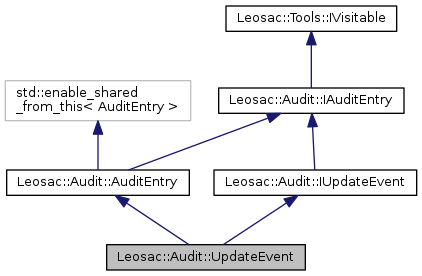 Leosac::Tools::IVisitable
std::enable_shared
_from_this< AuditEntry >
Leosac::Audit::IAuditEntry
Leosac::Audit::AuditEntry
Leosac::Audit::IUpdateEvent
Leosac::Audit::UpdateEvent